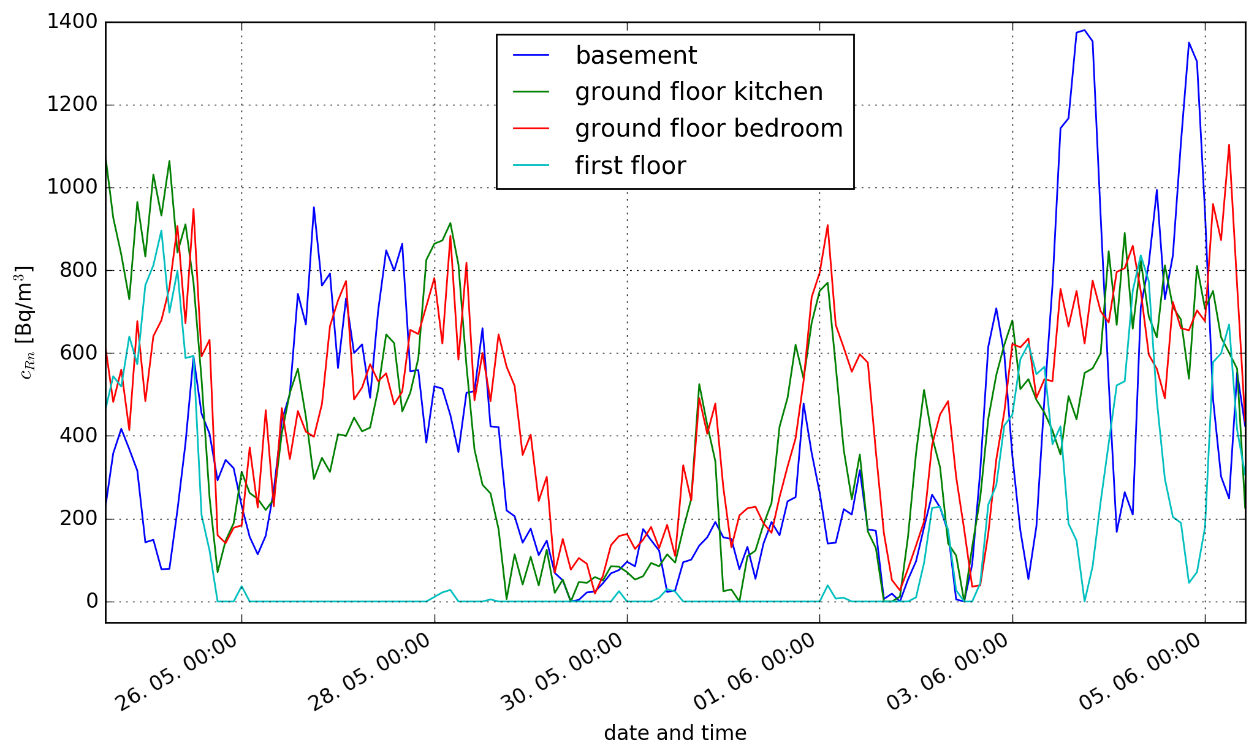 1400
1200
1000
800
600
400
200
0
c_Rn [Bq/m³]
basement
ground floor kitchen
ground floor bedroom
first floor
26. 05. 00:00
28. 05. 00:00
30. 05. 00:00
01. 06. 00:00
03. 06. 00:00
05. 06. 00:00
date and time